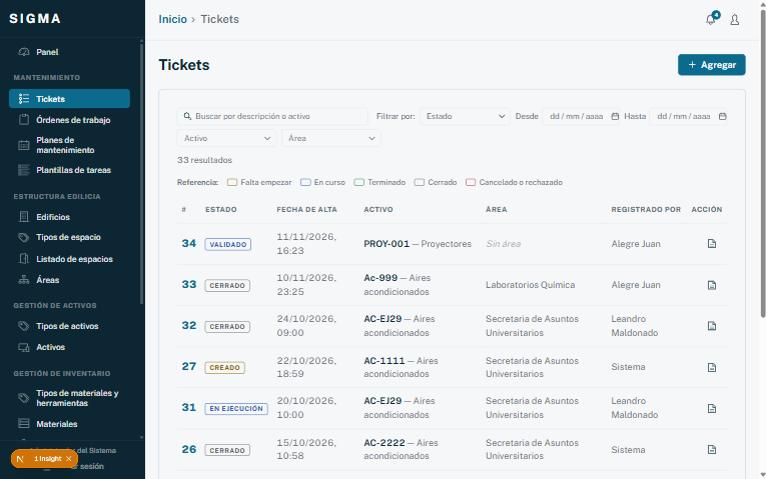 SIGMA
Inicio › Tickets
4
Panel
MANTENIMIENTO
Tickets
Órdenes de trabajo
Planes de
mantenimiento
Plantillas de tareas
ESTRUCTURA EDILICIA
Edificios
Tipos de espacio
Listado de espacios
Áreas
GESTIÓN DE ACTIVOS
Tipos de activos
Activos
GESTIÓN DE INVENTARIO
Tipos de materiales y
herramientas
Materiales
del Sistema
sesión
N 1 Insight ×
Tickets
+ Agregar
Buscar por descripción o activo
Filtrar por: Estado Desde dd / mm / aaaa Hasta dd / mm / aaaa
Activo Área
33 resultados
Referencia: Falta empezar En curso Terminado Cerrado Cancelado o rechazado
# ESTADO FECHA DE ALTA ACTIVO ÁREA REGISTRADO POR ACCIÓN
34 VALIDADO 11/11/2026, 16:23 PROY-001 — Proyectores Sin área Alegre Juan
33 CERRADO 10/11/2026, 23:25 Ac-999 — Aires acondicionados Laboratorios Química Alegre Juan
32 CERRADO 24/10/2026, 09:00 AC-EJ29 — Aires acondicionados Secretaria de Asuntos Universitarios Leandro Maldonado
27 CREADO 22/10/2026, 18:59 AC-1111 — Aires acondicionados Secretaria de Asuntos Universitarios Sistema
31 EN EJECUCIÓN 20/10/2026, 10:00 AC-EJ29 — Aires acondicionados Secretaria de Asuntos Universitarios Leandro Maldonado
26 CERRADO 15/10/2026, 10:58 AC-2222 — Aires acondicionados Secretaria de Asuntos Universitarios Sistema